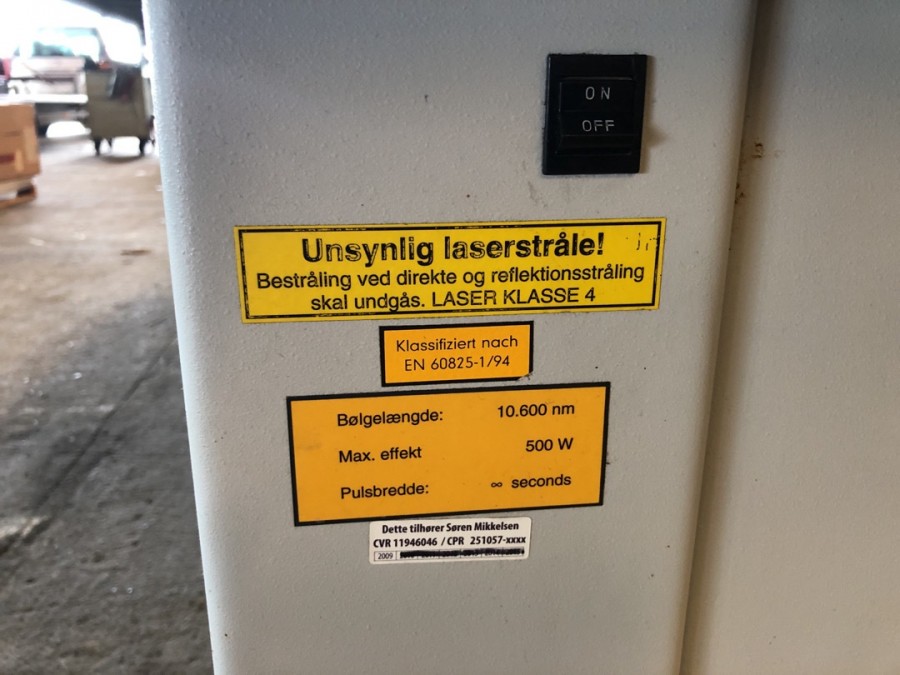 ON
OFF
Unsynlig laserstråle!
Bestråling ved direkte og reflektionsstråling
skal undgås. LASER KLASSE 4
Klassifiziert nach
EN 60825-1/94
Bølgelængde: 10.600 nm
Max. effekt 500 W
Pulsbredde: ∞ seconds
Dette tilhører Søren Mikkelsen
CVR 11946046 / CPR 251057-xxxx
2009